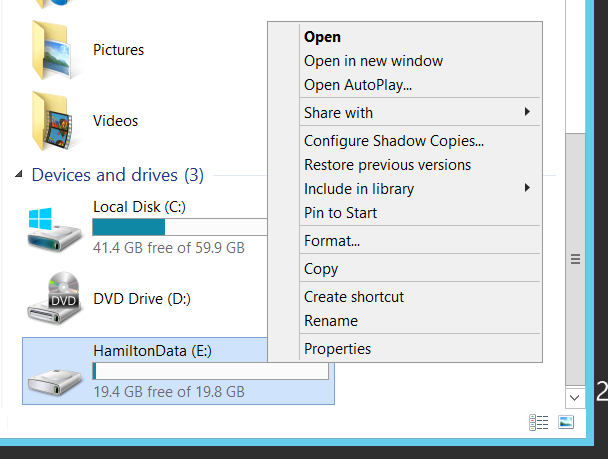 Pictures
Videos
Devices and drives (3)
Local Disk (C:)
41.4 GB free of 59.9 GB
DVD
DVD Drive (D:)
HamiltonData (E:)
19.4 GB free of 19.8 GB
Open
Open in new window
Open AutoPlay...
Share with
Configure Shadow Copies...
Restore previous versions
Include in library
Pin to Start
Format...
Copy
Create shortcut
Rename
Properties
2